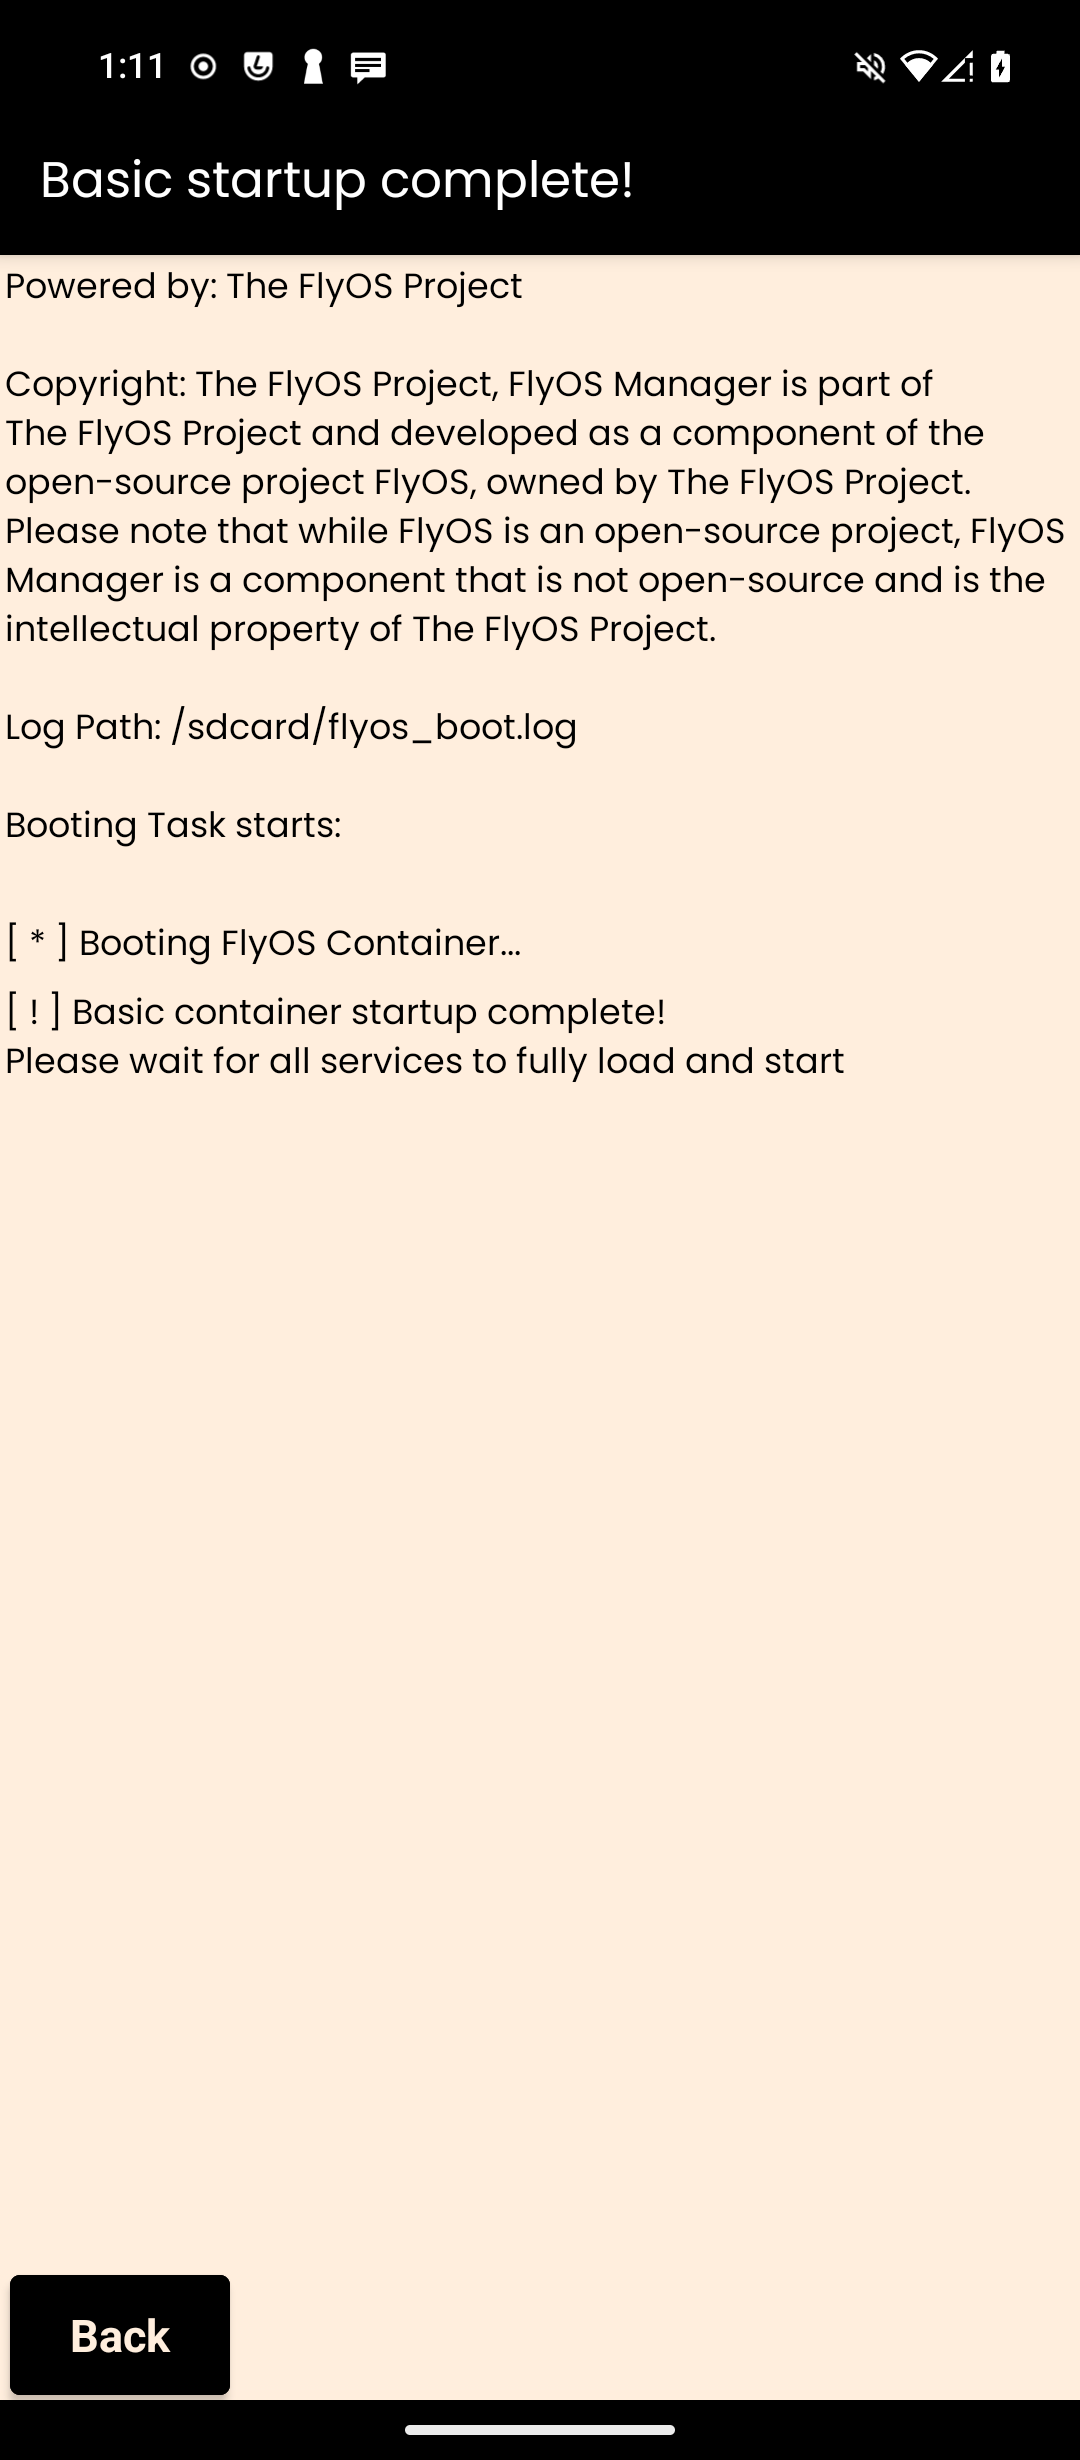 1:11
Basic startup complete!
Powered by: The FlyOS Project
Copyright: The FlyOS Project, FlyOS Manager is part of
The FlyOS Project and developed as a component of the
open-source project FlyOS, owned by The FlyOS Project.
Please note that while FlyOS is an open-source project, FlyOS
Manager is a component that is not open-source and is the
intellectual property of The FlyOS Project.
Log Path: /sdcard/flyos_boot.log
Booting Task starts:
[ * ] Booting FlyOS Container...
[ ! ] Basic container startup complete!
Please wait for all services to fully load and start
Back